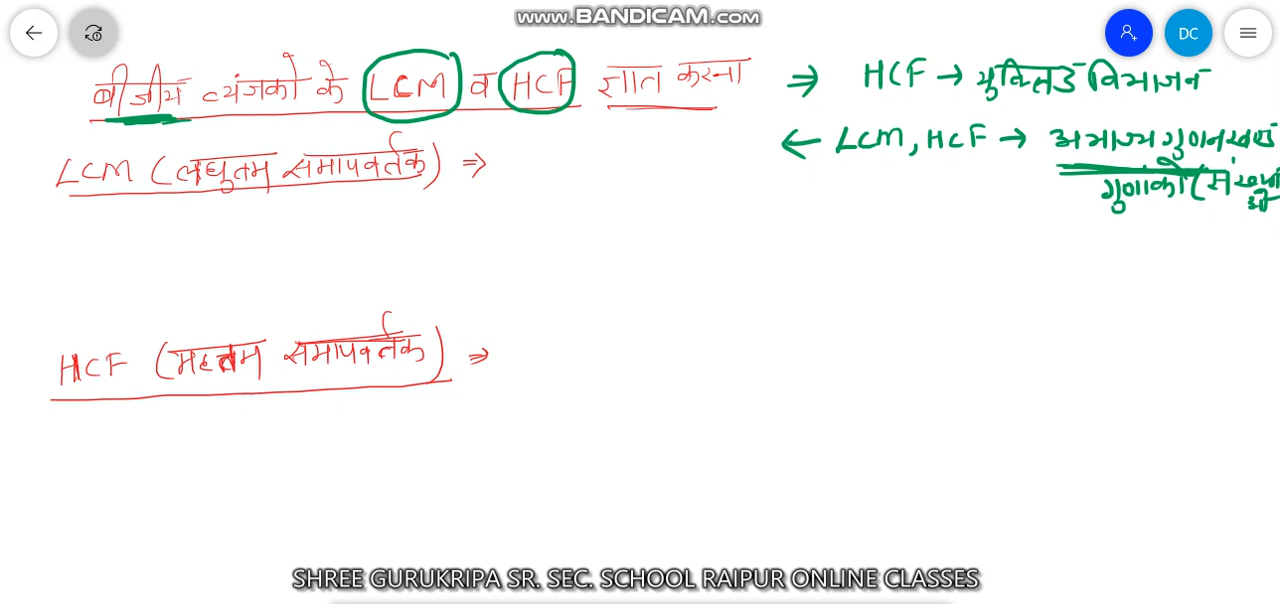 www.BANDICAM.com
DC
बीजीय व्यंजको के LCM व HCF ज्ञात करना
⇒ HCF → युक्लिड विभाजन
← LCM, HCF → अभाज्य गुणनखण्ड
गुणाको (संख्या
LCM (लघुतम समापवर्तक) ⇒
HCF (महत्तम समापवर्तक) ⇒
SHREE GURUKRIPA SR. SEC. SCHOOL RAIPUR ONLINE CLASSES